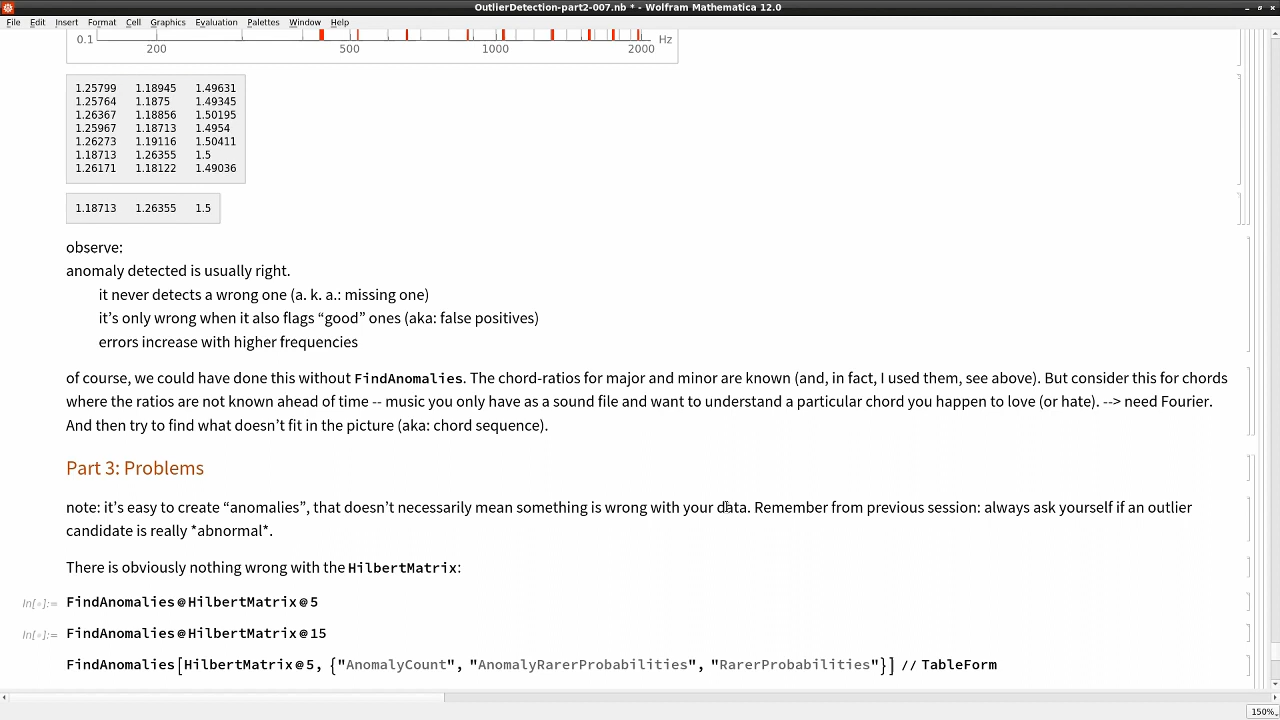 OutlierDetection-part2-007.nb * - Wolfram Mathematica 12.0
File Edit Insert Format Cell Graphics Evaluation Palettes Window Help
0.1
200 500 1000 2000 Hz
1.25799 1.18945 1.49631
1.25764 1.1875 1.49345
1.26367 1.18856 1.50195
1.25967 1.18713 1.4954
1.26273 1.19116 1.50411
1.18713 1.26355 1.5
1.26171 1.18122 1.49036
1.18713 1.26355 1.5
observe:
anomaly detected is usually right.
it never detects a wrong one (a. k. a.: missing one)
it’s only wrong when it also flags “good” ones (aka: false positives)
errors increase with higher frequencies
of course, we could have done this without FindAnomalies. The chord-ratios for major and minor are known (and, in fact, I used them, see above). But consider this for chords
where the ratios are not known ahead of time -- music you only have as a sound file and want to understand a particular chord you happen to love (or hate). --> need Fourier.
And then try to find what doesn’t fit in the picture (aka: chord sequence).
Part 3: Problems
note: it’s easy to create “anomalies”, that doesn’t necessarily mean something is wrong with your data. Remember from previous session: always ask yourself if an outlier
candidate is really *abnormal*.
There is obviously nothing wrong with the HilbertMatrix:
In[•]:= FindAnomalies@HilbertMatrix@5
In[•]:= FindAnomalies@HilbertMatrix@15
FindAnomalies[HilbertMatrix@5, {"AnomalyCount", "AnomalyRarerProbabilities", "RarerProbabilities"}] // TableForm
150%